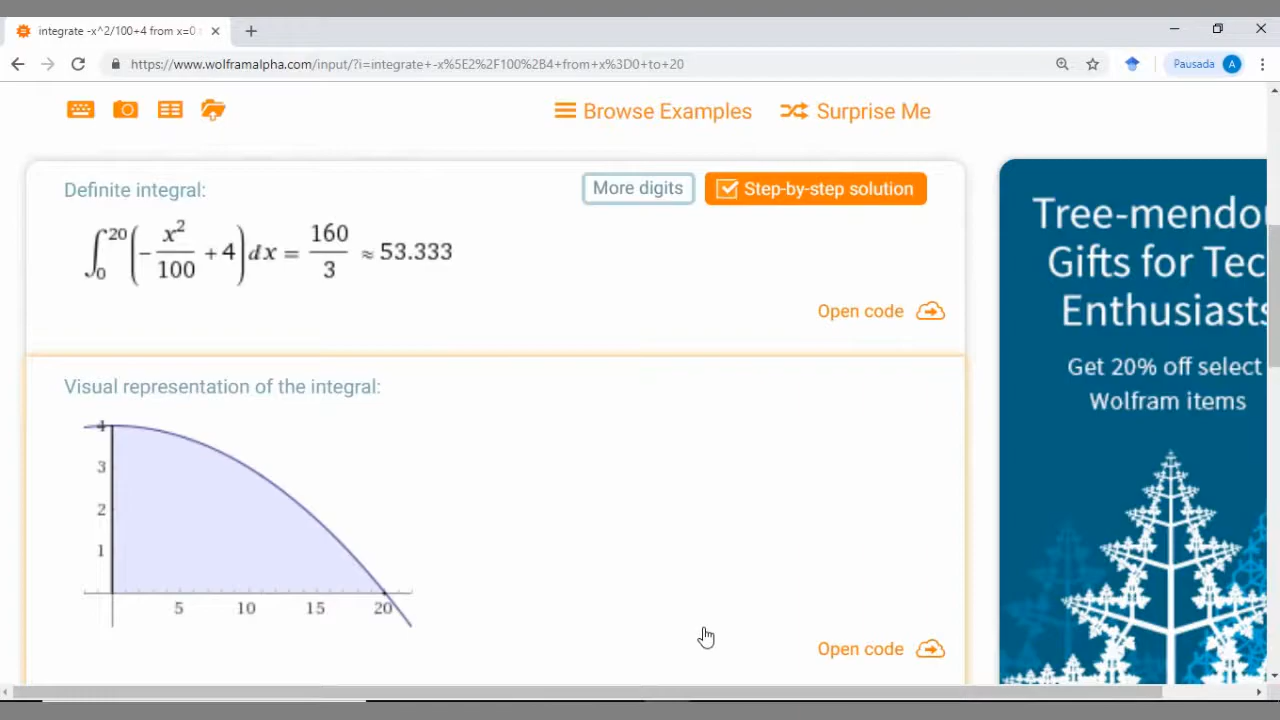 integrate -x^2/100+4 from x=0
https://www.wolframalpha.com/input/?i=integrate+-x%5E2%2F100%2B4+from+x%3D0+to+20
Pausada A
Browse Examples Surprise Me
Definite integral: More digits Step-by-step solution
∫₀²⁰ (-x²/100 + 4) dx = 160/3 ≈ 53.333
Open code
Visual representation of the integral:
4
3
2
1
5 10 15 20
Open code
Tree-mendo
Gifts for Tec
Enthusiasts
Get 20% off select
Wolfram items